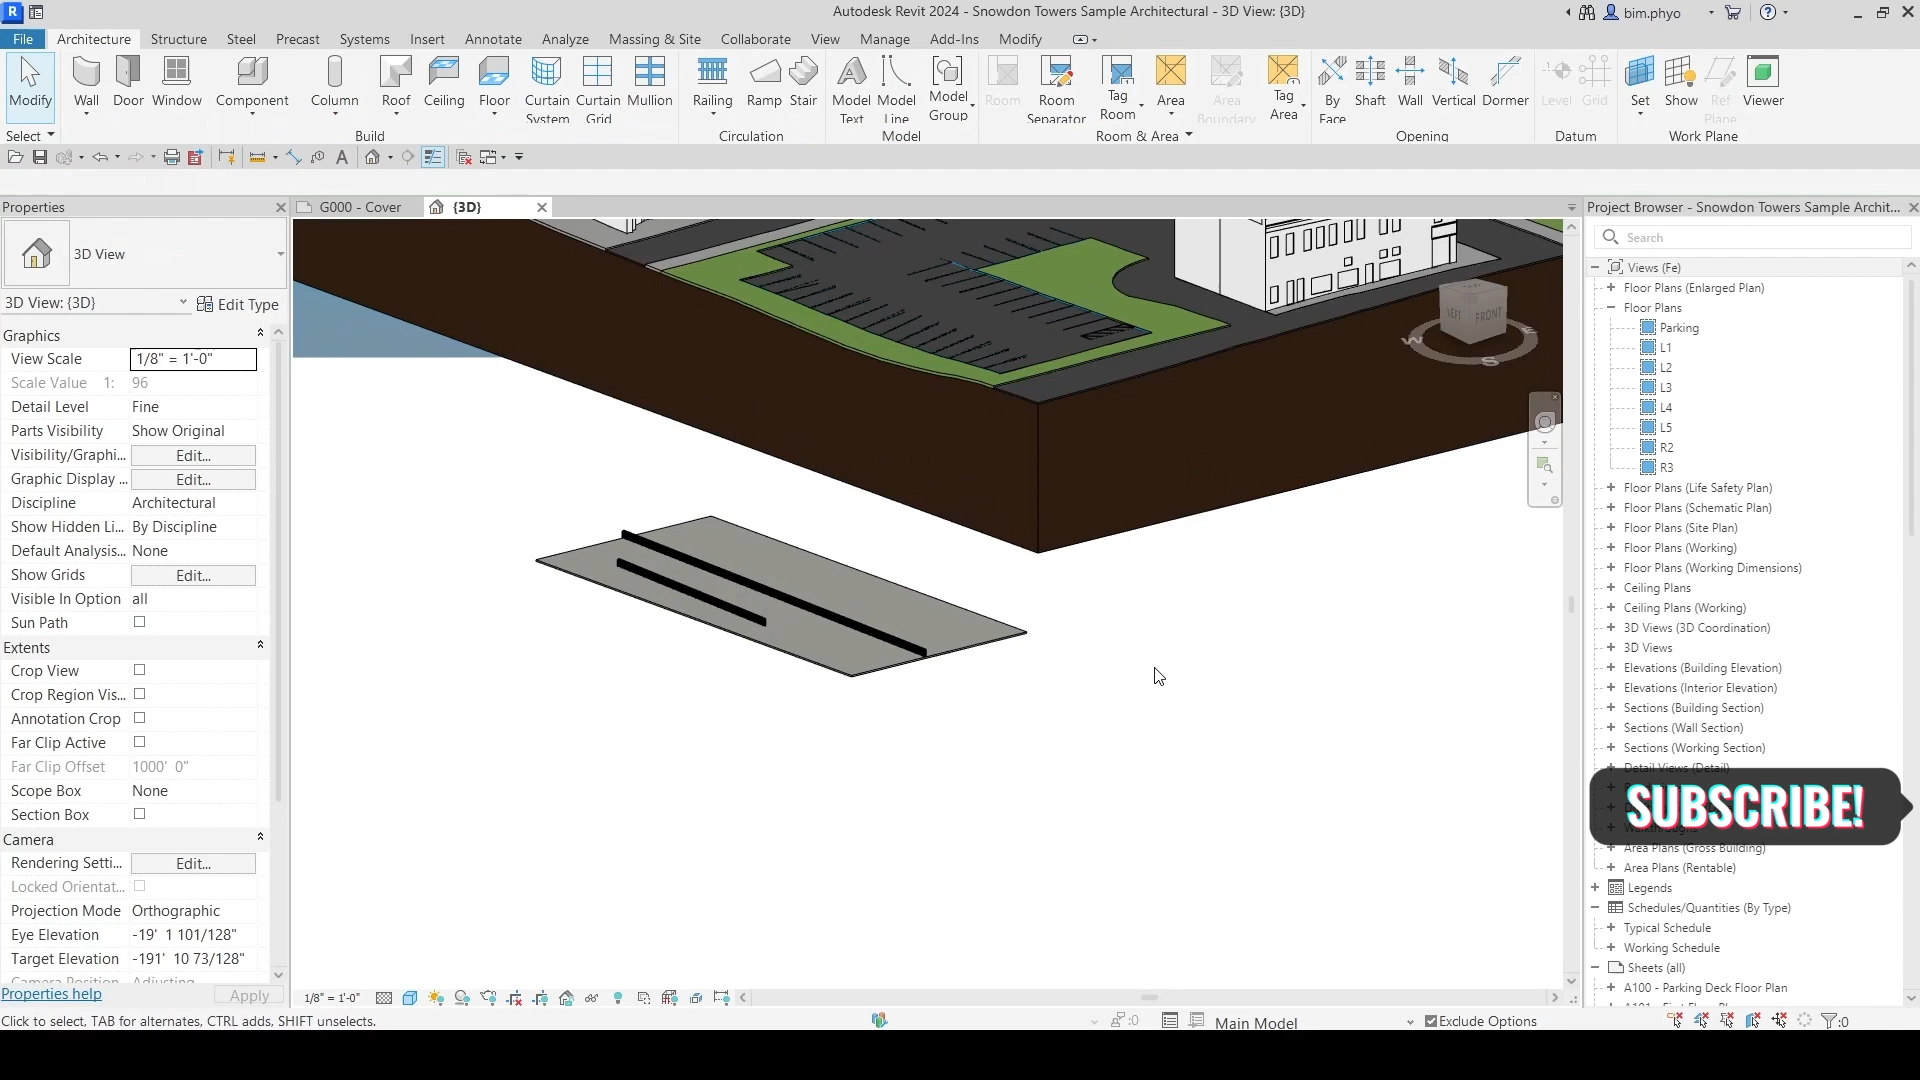 Autodesk Revit 2024 - Snowdon Towers Sample Architectural - 3D View: {3D}
bim.phyo
File Architecture Structure Steel Precast Systems Insert Annotate Analyze Massing & Site Collaborate View Manage Add-Ins Modify
Modify
Wall
Door
Window
Component
Column
Roof
Ceiling
Floor
Curtain System
Curtain Grid
Mullion
Railing
Ramp
Stair
Model Text
Model Line
Model Group
Room
Room Separator
Tag Room
Area
Area Boundary
Tag Area
By Face
Shaft
Wall
Vertical
Dormer
Level
Grid
Set
Show
Ref Plane
Viewer
Select Build Circulation Model Room & Area Opening Datum Work Plane
Properties
G000 - Cover
{3D}
Project Browser - Snowdon Towers Sample Archit...
3D View
3D View: {3D} Edit Type
Graphics
View Scale 1/8" = 1'-0"
Scale Value 1: 96
Detail Level Fine
Parts Visibility Show Original
Visibility/Graphi... Edit...
Graphic Display ... Edit...
Discipline Architectural
Show Hidden Li... By Discipline
Default Analysis... None
Show Grids Edit...
Visible In Option all
Sun Path
Extents
Crop View
Crop Region Vis...
Annotation Crop
Far Clip Active
Far Clip Offset 1000' 0"
Scope Box None
Section Box
Camera
Rendering Setti... Edit...
Locked Orientat...
Projection Mode Orthographic
Eye Elevation -19' 1 101/128"
Target Elevation -191' 10 73/128"
Camera Position Adjusting
Properties help Apply
LEFT FRONT
W S E
Search
Views (Fe)
Floor Plans (Enlarged Plan)
Floor Plans
Parking
L1
L2
L3
L4
L5
R2
R3
Floor Plans (Life Safety Plan)
Floor Plans (Schematic Plan)
Floor Plans (Site Plan)
Floor Plans (Working)
Floor Plans (Working Dimensions)
Ceiling Plans
Ceiling Plans (Working)
3D Views (3D Coordination)
3D Views
Elevations (Building Elevation)
Elevations (Interior Elevation)
Sections (Building Section)
Sections (Wall Section)
Sections (Working Section)
Detail Views (Detail)
SUBSCRIBE!
Walkthroughs
Area Plans (Gross Building)
Area Plans (Rentable)
Legends
Schedules/Quantities (By Type)
Typical Schedule
Working Schedule
Sheets (all)
A100 - Parking Deck Floor Plan
1/8" = 1'-0"
Click to select, TAB for alternates, CTRL adds, SHIFT unselects.
:0
Main Model
Exclude Options
:0